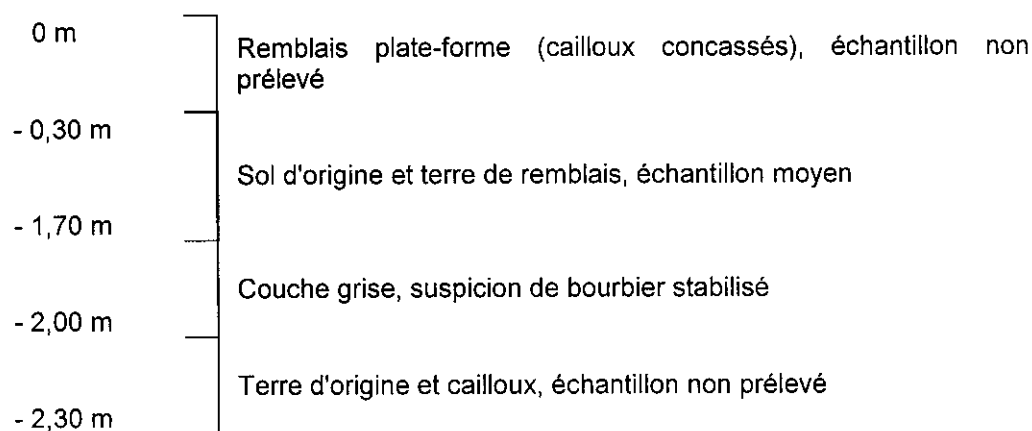 0 m
Remblais plate-forme (cailloux concassés), échantillon non
prélevé
- 0,30 m
Sol d'origine et terre de remblais, échantillon moyen
- 1,70 m
Couche grise, suspicion de bourbier stabilisé
- 2,00 m
Terre d'origine et cailloux, échantillon non prélevé
- 2,30 m